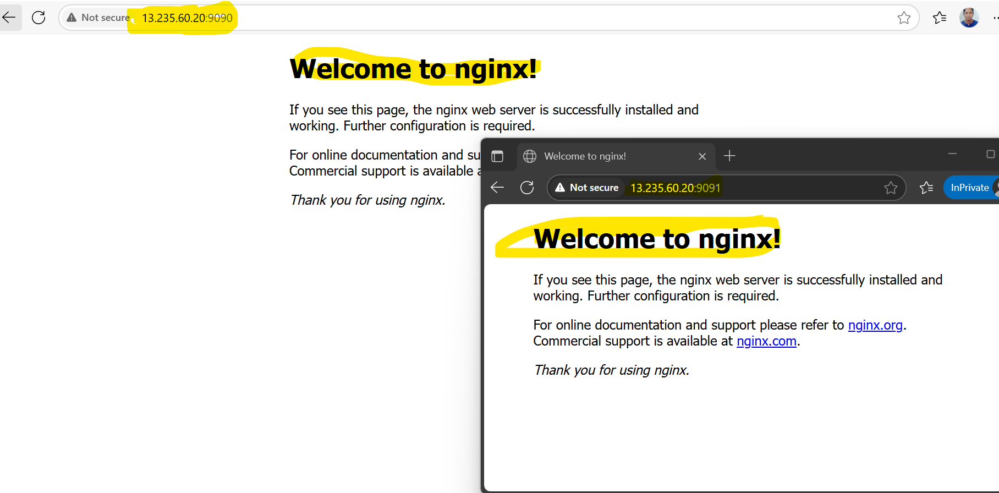 Not secure 13.235.60.20:9090
Welcome to nginx!
If you see this page, the nginx web server is successfully installed and
working. Further configuration is required.
For online documentation and su
Commercial support is available
Thank you for using nginx.
Welcome to nginx!
Not secure 13.235.60.20:9091
InPrivate
Welcome to nginx!
If you see this page, the nginx web server is successfully installed and
working. Further configuration is required.
For online documentation and support please refer to nginx.org.
Commercial support is available at nginx.com.
Thank you for using nginx.